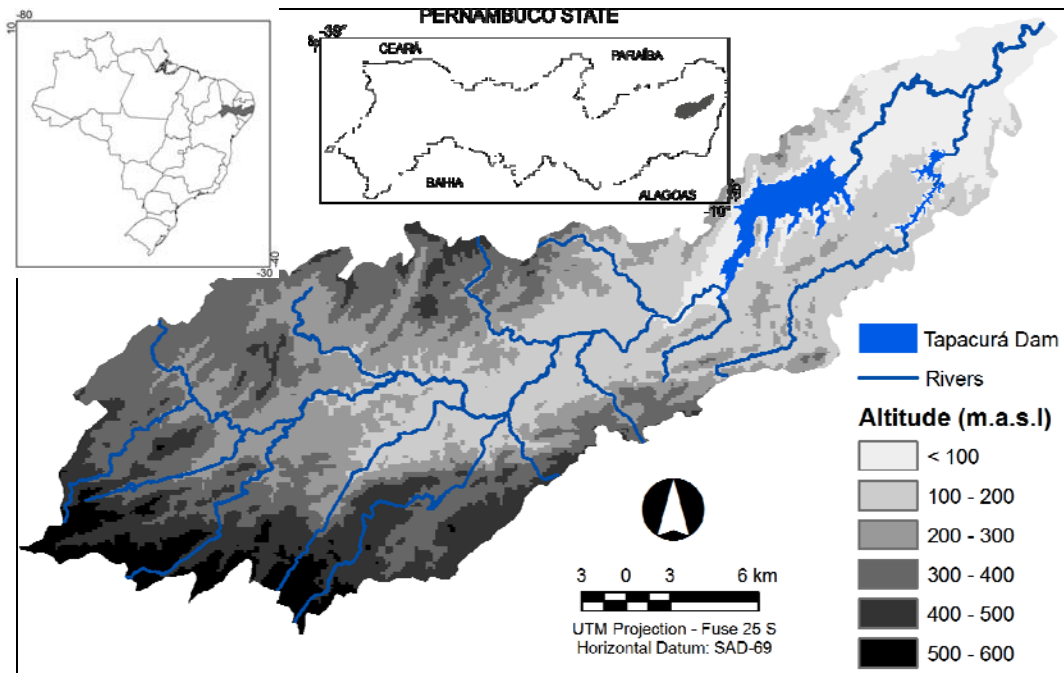 -80
10
-30
-40
PERNAMBUCO STATE
-39°
8°
CEARÁ
PARAÍBA
BAHIA
ALAGOAS
-10°
Tapacurá Dam
Rivers
Altitude (m.a.s.l)
< 100
100 - 200
200 - 300
300 - 400
400 - 500
500 - 600
3 0 3 6 km
UTM Projection - Fuse 25 S
Horizontal Datum: SAD-69